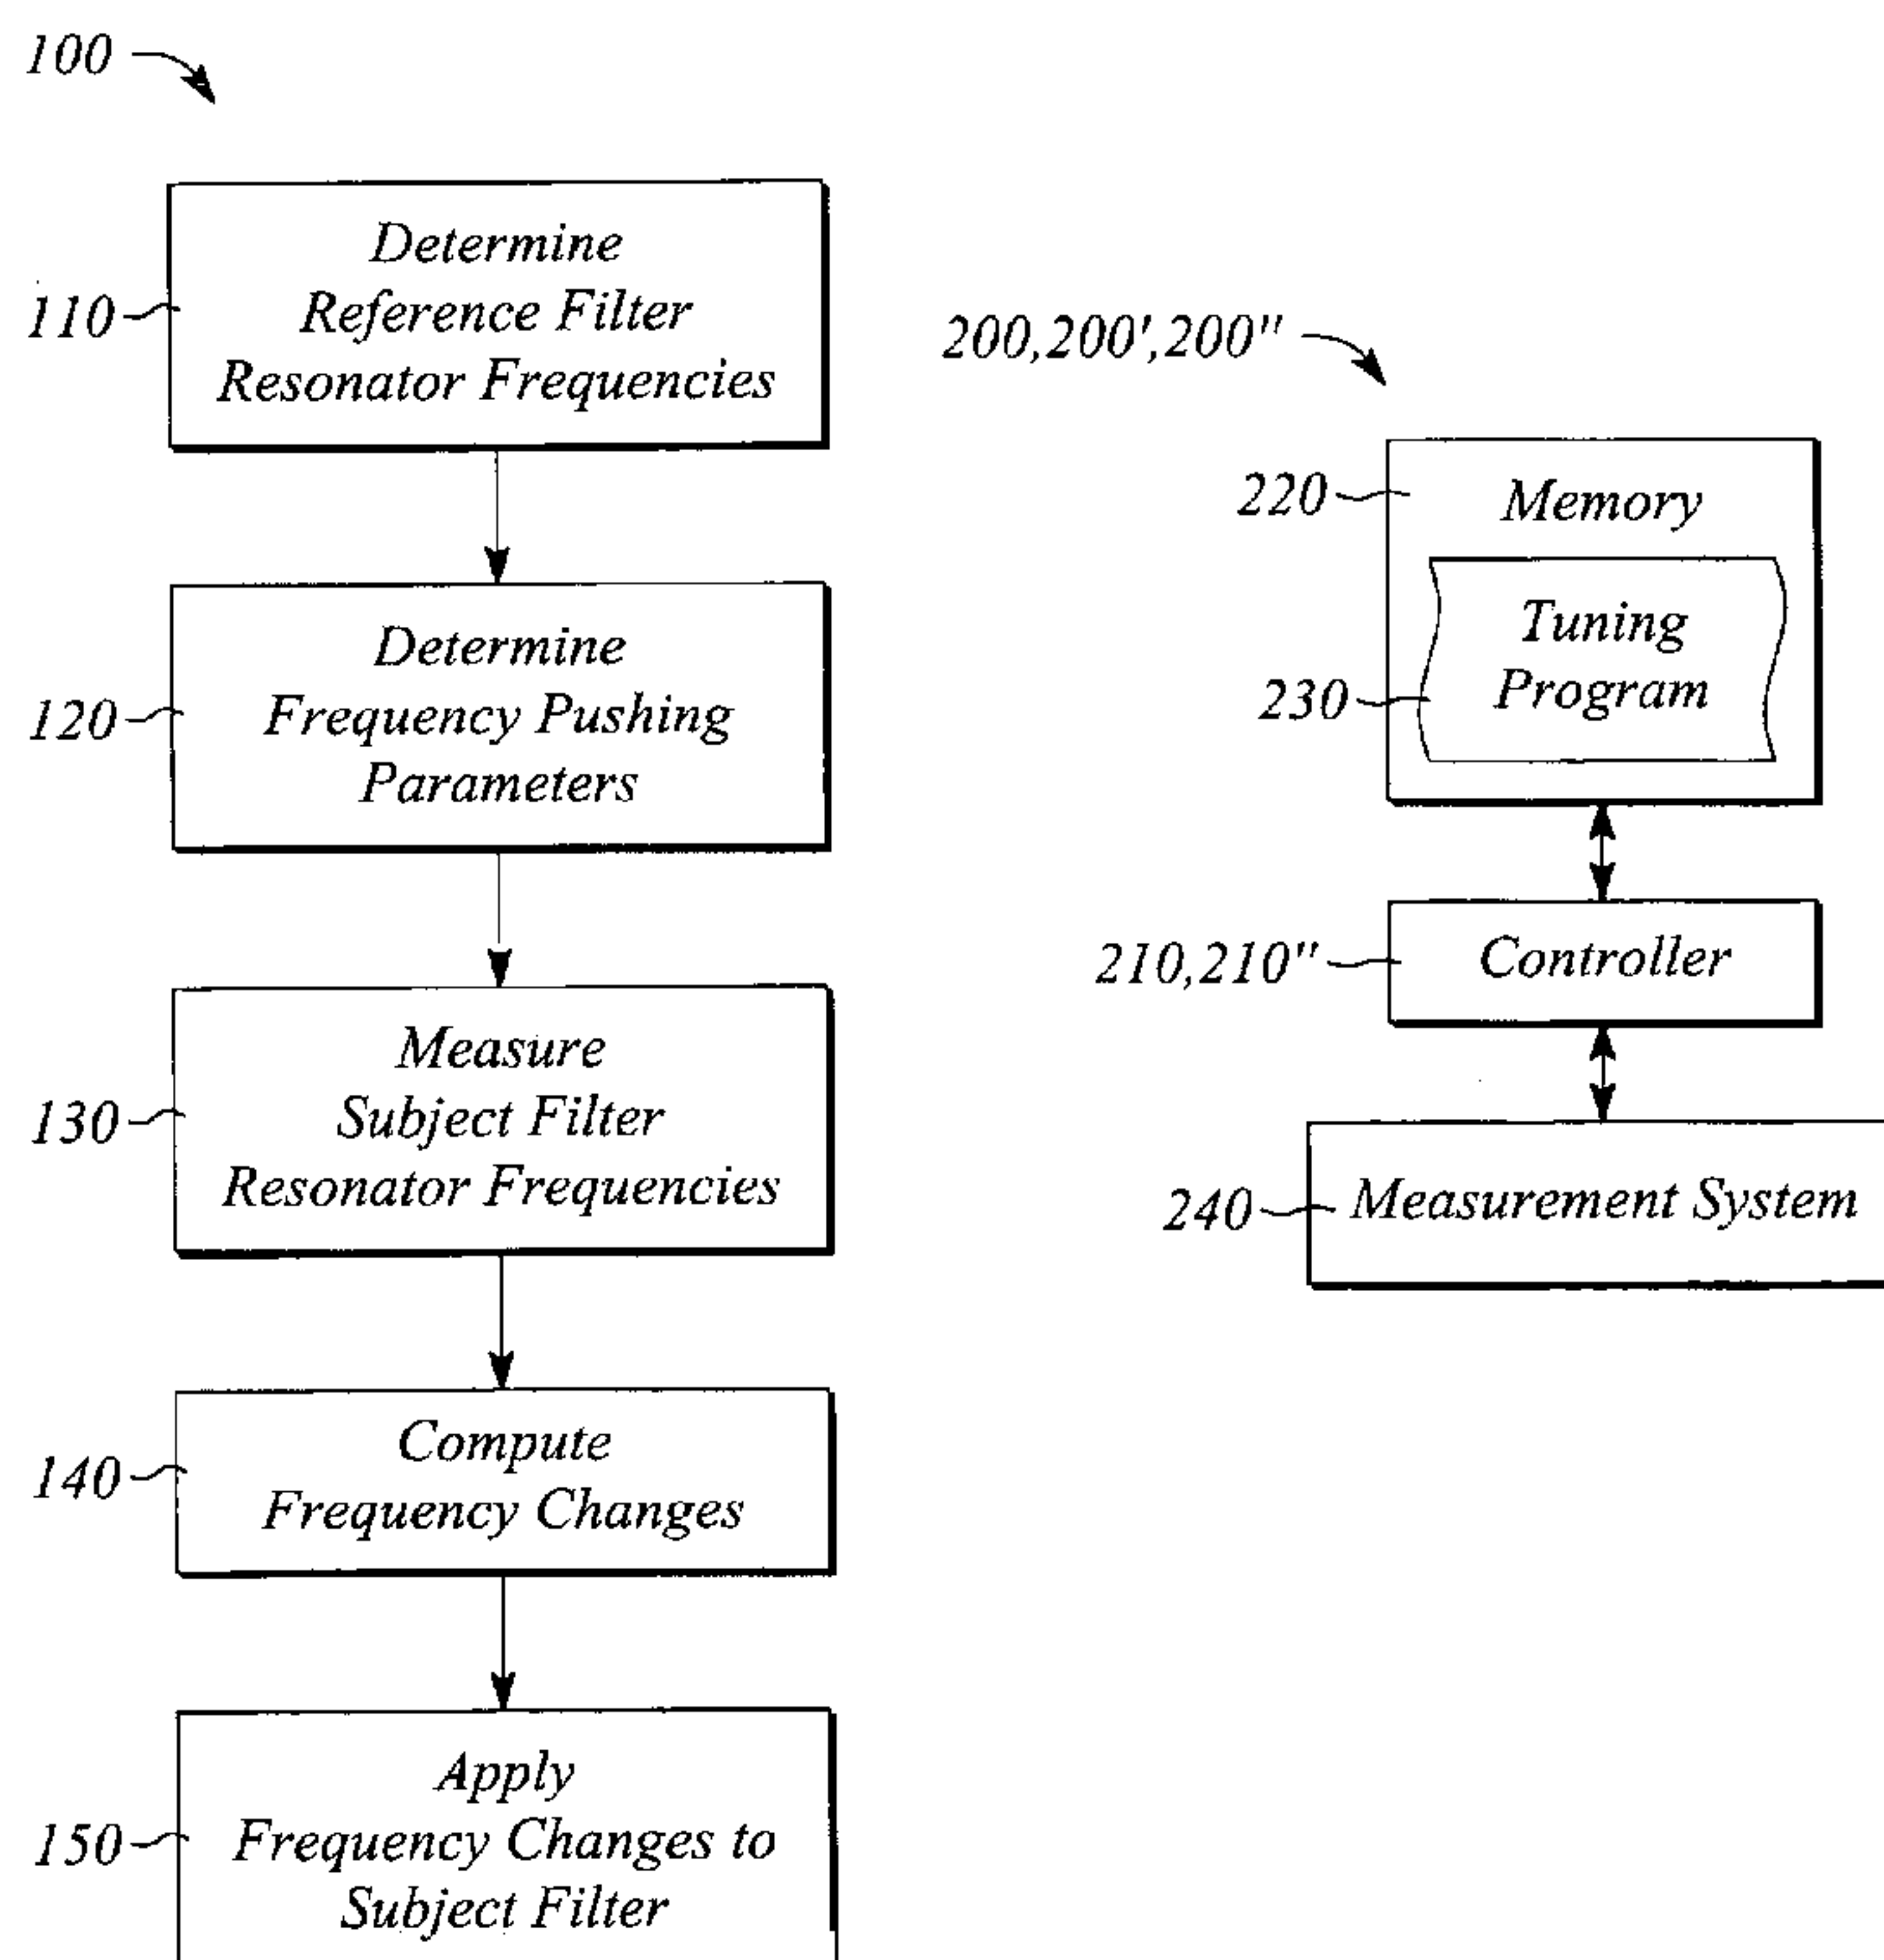 100
110
Determine
Reference Filter
Resonator Frequencies
120
Determine
Frequency Pushing
Parameters
130
Measure
Subject Filter
Resonator Frequencies
140
Compute
Frequency Changes
150
Apply
Frequency Changes to
Subject Filter
200,200',200"
220
Memory
230
Tuning
Program
210,210"
Controller
240
Measurement System